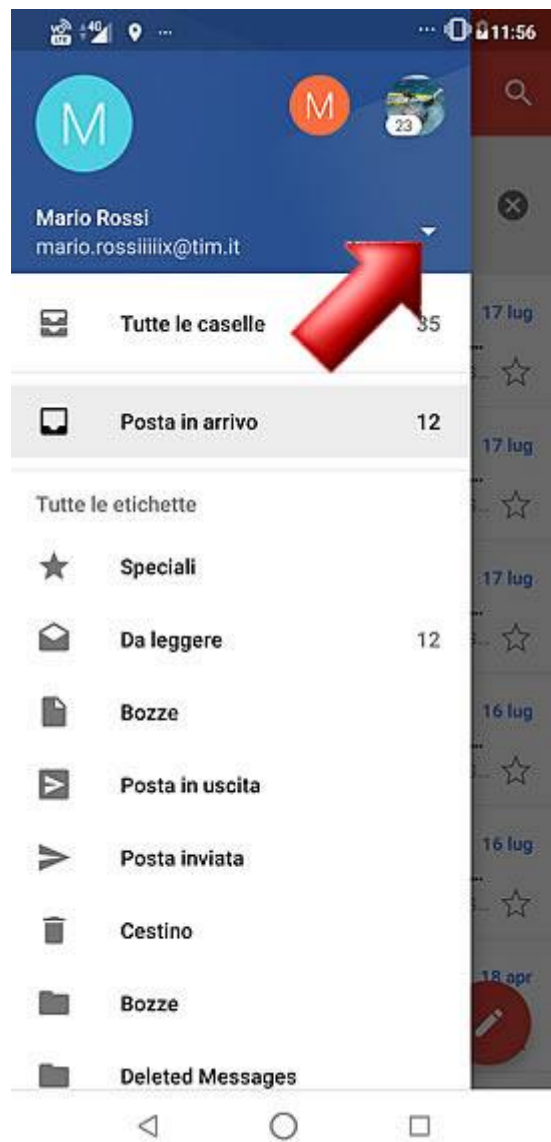 11:56
M
M
23
Mario Rossi
mario.rossiiiiix@tim.it
Tutte le caselle 35
Posta in arrivo 12
Tutte le etichette
Speciali
Da leggere 12
Bozze
Posta in uscita
Posta inviata
Cestino
Bozze
Deleted Messages
17 lug
17 lug
17 lug
16 lug
16 lug
18 apr